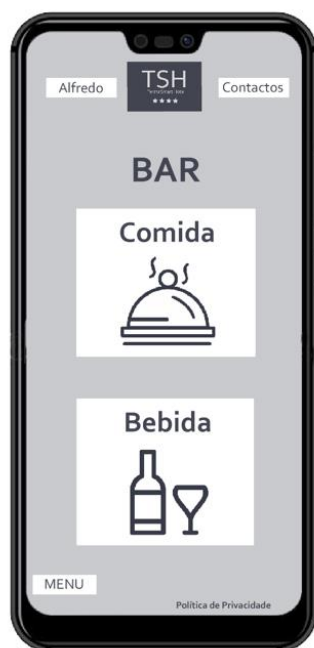 Alfredo
TSH
Contactos
BAR
Comida
Bebida
MENU
Política de Privacidade